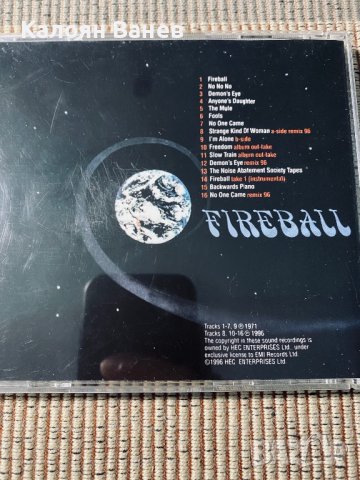 Калоян Ванев
1 Fireball
2 No No No
3 Demon's Eye
4 Anyone's Daughter
5 The Mule
6 Fools
7 No One Came
8 Strange Kind Of Woman a-side remix 96
9 I'm Alone b-side
10 Freedom album out-take
11 Slow Train album out-take
12 Demon's Eye remix 96
13 The Noise Abatement Society Tapes
14 Fireball take 1 (instrumental)
15 Backwards Piano
16 No One Came remix 96
FIREBALL
Tracks 1-7, 9 ℗ 1971
Tracks 8, 10-16 ℗ 1996
The copyright in these sound recordings is
owned by HEC ENTERPRISES Ltd., under
exclusive license to EMI Records Ltd.
©1996 HEC ENTERPRISES Ltd.